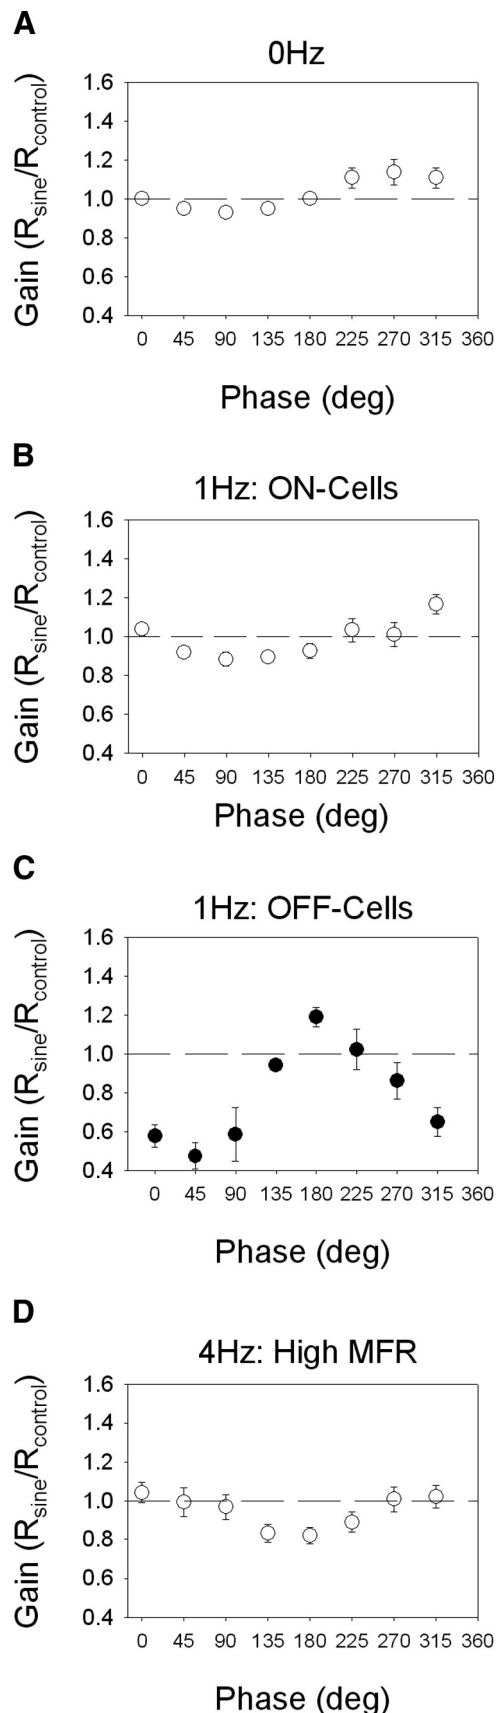 A
0Hz
Gain (Rsine/Rcontrol)
1.6
1.4
1.2
1.0
0.8
0.6
0.4
0 45 90 135 180 225 270 315 360
Phase (deg)
B
1Hz: ON-Cells
Gain (Rsine/Rcontrol)
1.6
1.4
1.2
1.0
0.8
0.6
0.4
0 45 90 135 180 225 270 315 360
Phase (deg)
C
1Hz: OFF-Cells
Gain (Rsine/Rcontrol)
1.6
1.4
1.2
1.0
0.8
0.6
0.4
0 45 90 135 180 225 270 315 360
Phase (deg)
D
4Hz: High MFR
Gain (Rsine/Rcontrol)
1.6
1.4
1.2
1.0
0.8
0.6
0.4
0 45 90 135 180 225 270 315 360
Phase (deg)